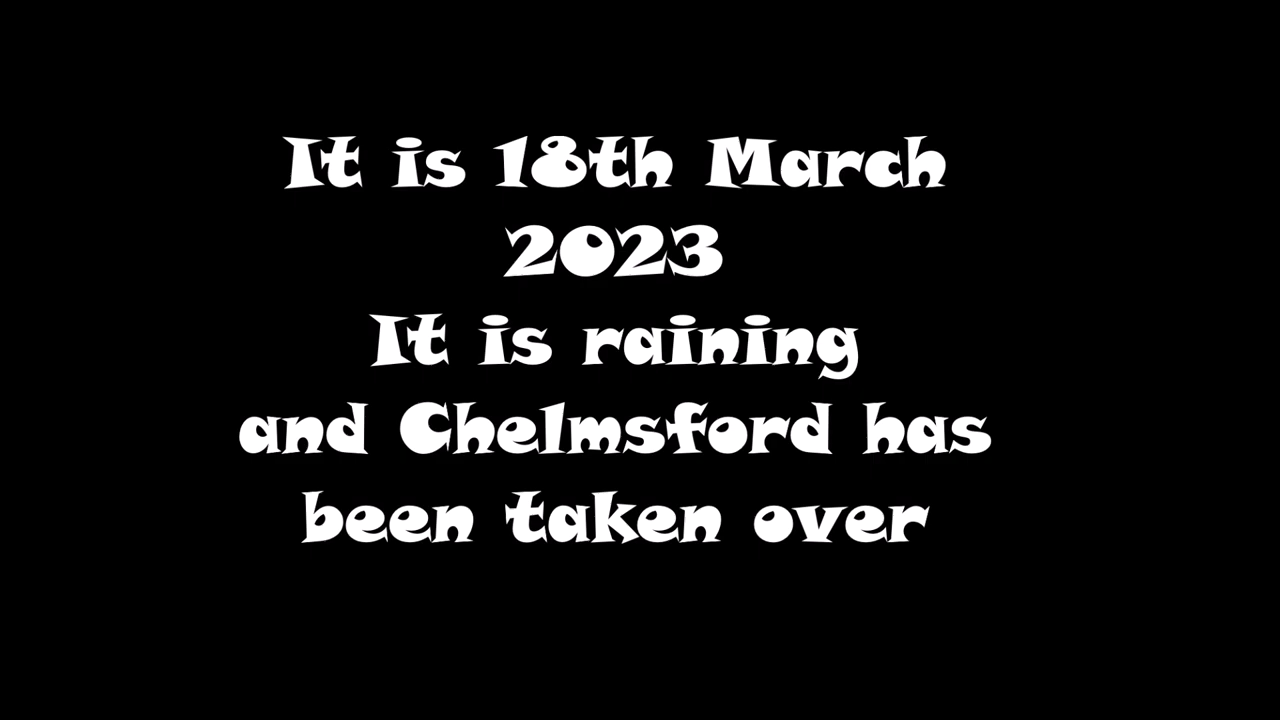 It is 18th March
2023
It is raining
and Chelmsford has
been taken over